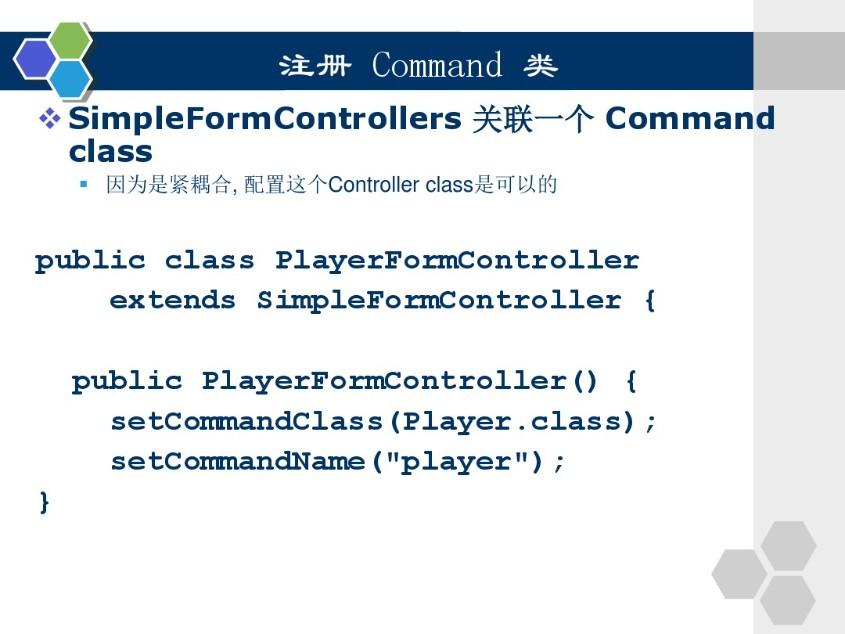 注册 Command 类
SimpleFormControllers 关联一个 Command
class
因为是紧耦合, 配置这个Controller class是可以的
public class PlayerFormController
extends SimpleFormController {
public PlayerFormController() {
setCommandClass(Player.class);
setCommandName("player");
}